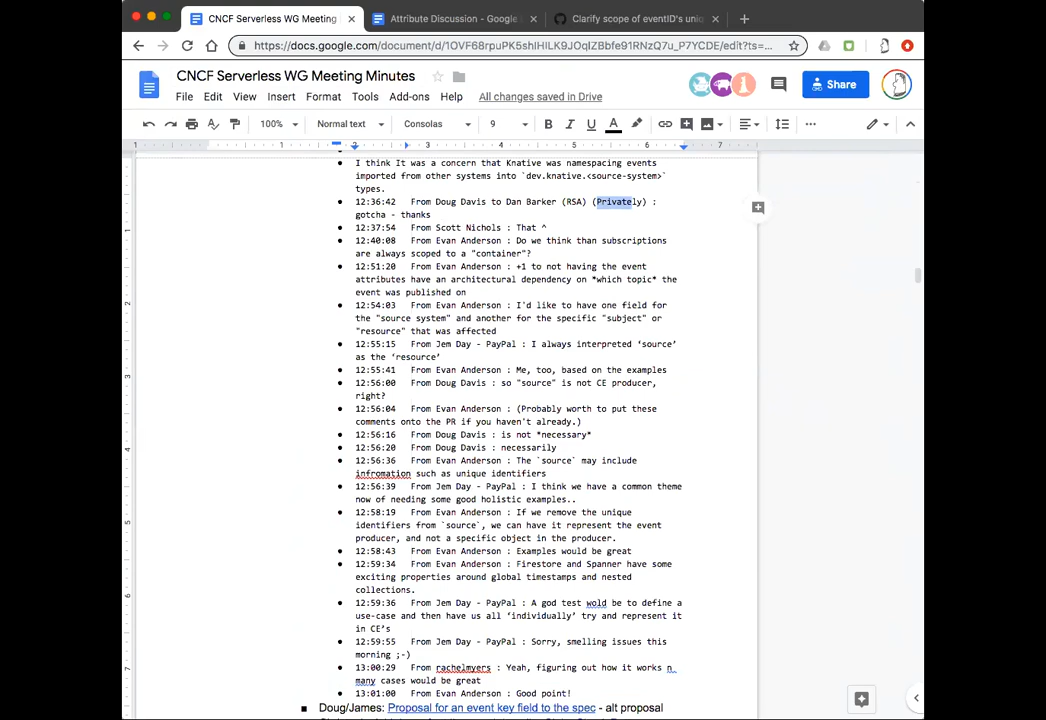 CNCF Serverless WG Meeting
Attribute Discussion - Google
Clarify scope of eventID's uni
https://docs.google.com/document/d/1OVF68rpuPK5shIHILK9JOqIZBbfe91RNzQ7u_P7YCDE/edit?ts=...
CNCF Serverless WG Meeting Minutes
File Edit View Insert Format Tools Add-ons Help All changes saved in Drive
Share
100% Normal text Consolas 9 B I U A
1 1 2 3 4 5 6 7
I think It was a concern that Knative was namespacing events
imported from other systems into `dev.knative.<source-system>`
types.
12:36:42 From Doug Davis to Dan Barker (RSA) (Privately) :
gotcha - thanks
12:37:54 From Scott Nichols : That ^
12:40:08 From Evan Anderson : Do we think than subscriptions
are always scoped to a "container"?
12:51:20 From Evan Anderson : +1 to not having the event
attributes have an architectural dependency on *which topic* the
event was published on
12:54:03 From Evan Anderson : I'd like to have one field for
the "source system" and another for the specific "subject" or
"resource" that was affected
12:55:15 From Jem Day - PayPal : I always interpreted ‘source’
as the ‘resource’
12:55:41 From Evan Anderson : Me, too, based on the examples
12:56:00 From Doug Davis : so "source" is not CE producer,
right?
12:56:04 From Evan Anderson : (Probably worth to put these
comments onto the PR if you haven't already.)
12:56:16 From Doug Davis : is not *necessary*
12:56:20 From Doug Davis : necessarily
12:56:36 From Evan Anderson : The `source` may include
infromation such as unique identifiers
12:56:39 From Jem Day - PayPal : I think we have a common theme
now of needing some good holistic examples..
12:58:19 From Evan Anderson : If we remove the unique
identifiers from `source`, we can have it represent the event
producer, and not a specific object in the producer.
12:58:43 From Evan Anderson : Examples would be great
12:59:34 From Evan Anderson : Firestore and Spanner have some
exciting properties around global timestamps and nested
collections.
12:59:36 From Jem Day - PayPal : A god test wold be to define a
use-case and then have us all ‘individually’ try and represent it
in CE’s
12:59:55 From Jem Day - PayPal : Sorry, smelling issues this
morning ;-)
13:00:29 From rachelmyers : Yeah, figuring out how it works n
many cases would be great
13:01:00 From Evan Anderson : Good point!
Doug/James: Proposal for an event key field to the spec - alt proposal